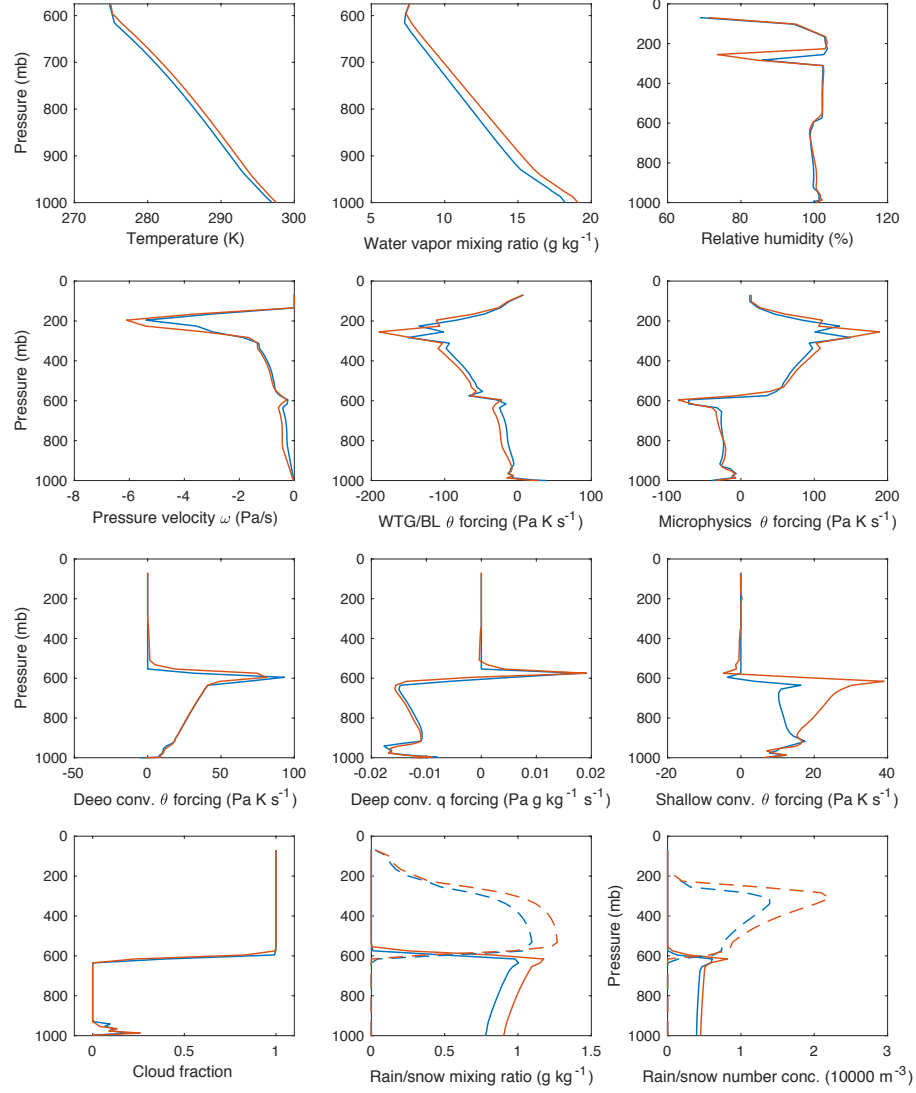 600
700
800
900
1000
Pressure (mb)
270 280 290 300
Temperature (K)
600
700
800
900
1000
5 10 15 20
Water vapor mixing ratio (g kg⁻¹)
0
200
400
600
800
1000
60 80 100 120
Relative humidity (%)
0
200
400
600
800
1000
Pressure (mb)
-8 -6 -4 -2 0
Pressure velocity ω (Pa/s)
0
200
400
600
800
1000
-200 -100 0 100
WTG/BL θ forcing (Pa K s⁻¹)
0
200
400
600
800
1000
-100 0 100 200
Microphysics θ forcing (Pa K s⁻¹)
0
200
400
600
800
1000
Pressure (mb)
-50 0 50 100
Deeo conv. θ forcing (Pa K s⁻¹)
0
200
400
600
800
1000
-0.02 -0.01 0 0.01 0.02
Deep conv. q forcing (Pa g kg⁻¹ s⁻¹)
0
200
400
600
800
1000
-20 0 20 40
Shallow conv. θ forcing (Pa K s⁻¹)
0
200
400
600
800
1000
0 0.5 1
Cloud fraction
0
200
400
600
800
1000
0 0.5 1 1.5
Rain/snow mixing ratio (g kg⁻¹)
0
200
400
600
800
1000
Pressure (mb)
0 1 2 3
Rain/snow number conc. (10000 m⁻³)